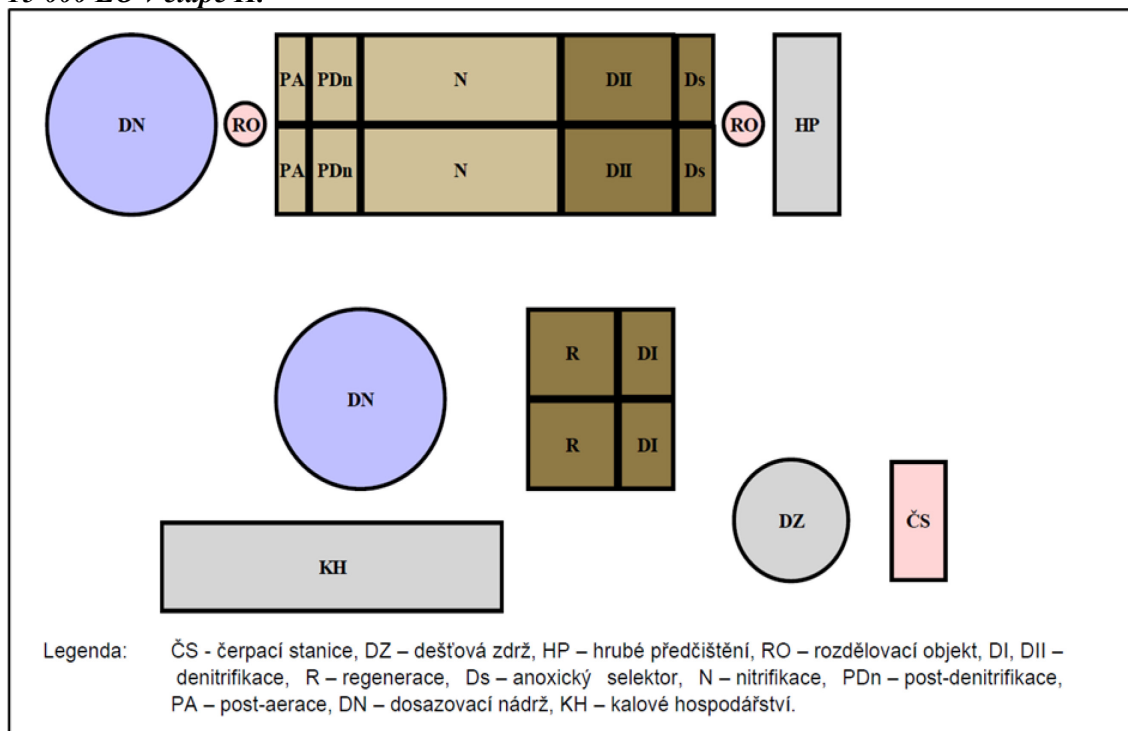 PA PDn N DII Ds
DN RO RO HP
PA PDn N DII Ds
R DI
DN
R DI
DZ ČS
KH
Legenda: ČS - čerpací stanice, DZ – dešťová zdrž, HP – hrubé předčištění, RO – rozdělovací objekt, DI, DII –
denitrifikace, R – regenerace, Ds – anoxický selektor, N – nitrifikace, PDn – post-denitrifikace,
PA – post-aerace, DN – dosazovací nádrž, KH – kalové hospodářství.